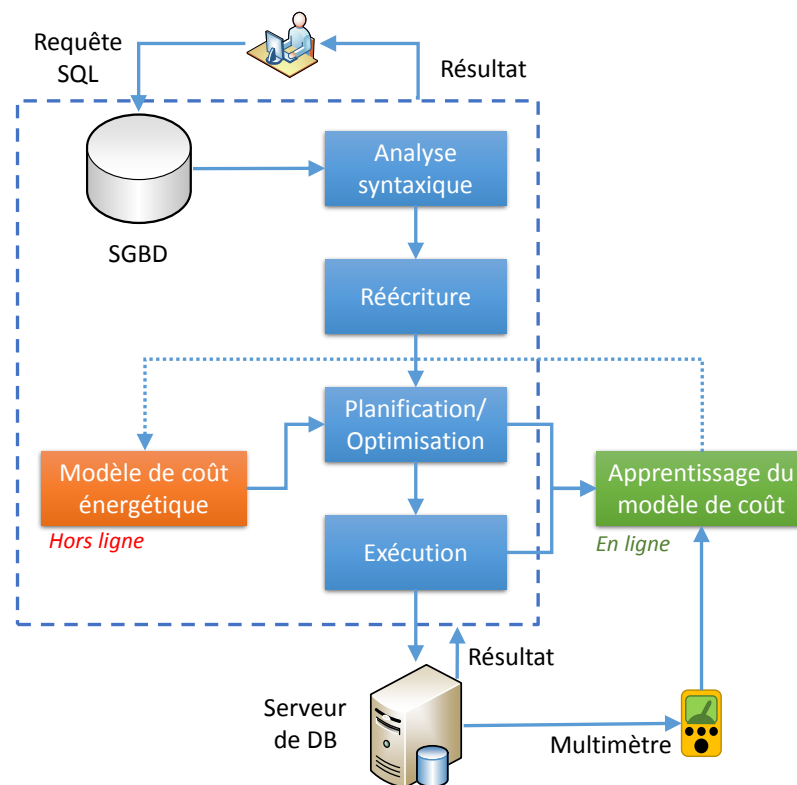 Requête
SQL
Résultat
Analyse
syntaxique
SGBD
Réécriture
Planification/
Optimisation
Modèle de coût
énergétique
Hors ligne
Apprentissage du
modèle de coût
En ligne
Exécution
Résultat
Serveur
de DB
Multimètre